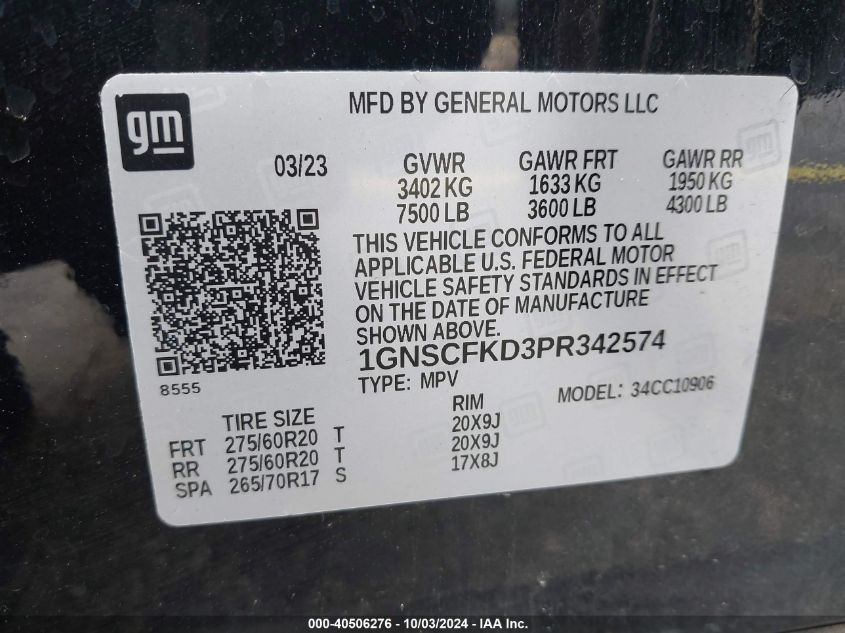 gm
MFD BY GENERAL MOTORS LLC
03/23 GVWR GAWR FRT GAWR RR
3402 KG 1633 KG 1950 KG
7500 LB 3600 LB 4300 LB
THIS VEHICLE CONFORMS TO ALL
APPLICABLE U.S. FEDERAL MOTOR
VEHICLE SAFETY STANDARDS IN EFFECT
ON THE DATE OF MANUFACTURE
SHOWN ABOVE.
1GNSCFKD3PR342574
8555
TYPE: MPV MODEL: 34CC10906
TIRE SIZE RIM
FRT 275/60R20 T 20X9J
RR 275/60R20 T 20X9J
SPA 265/70R17 S 17X8J
000-40506276 - 10/03/2024 - IAA Inc.